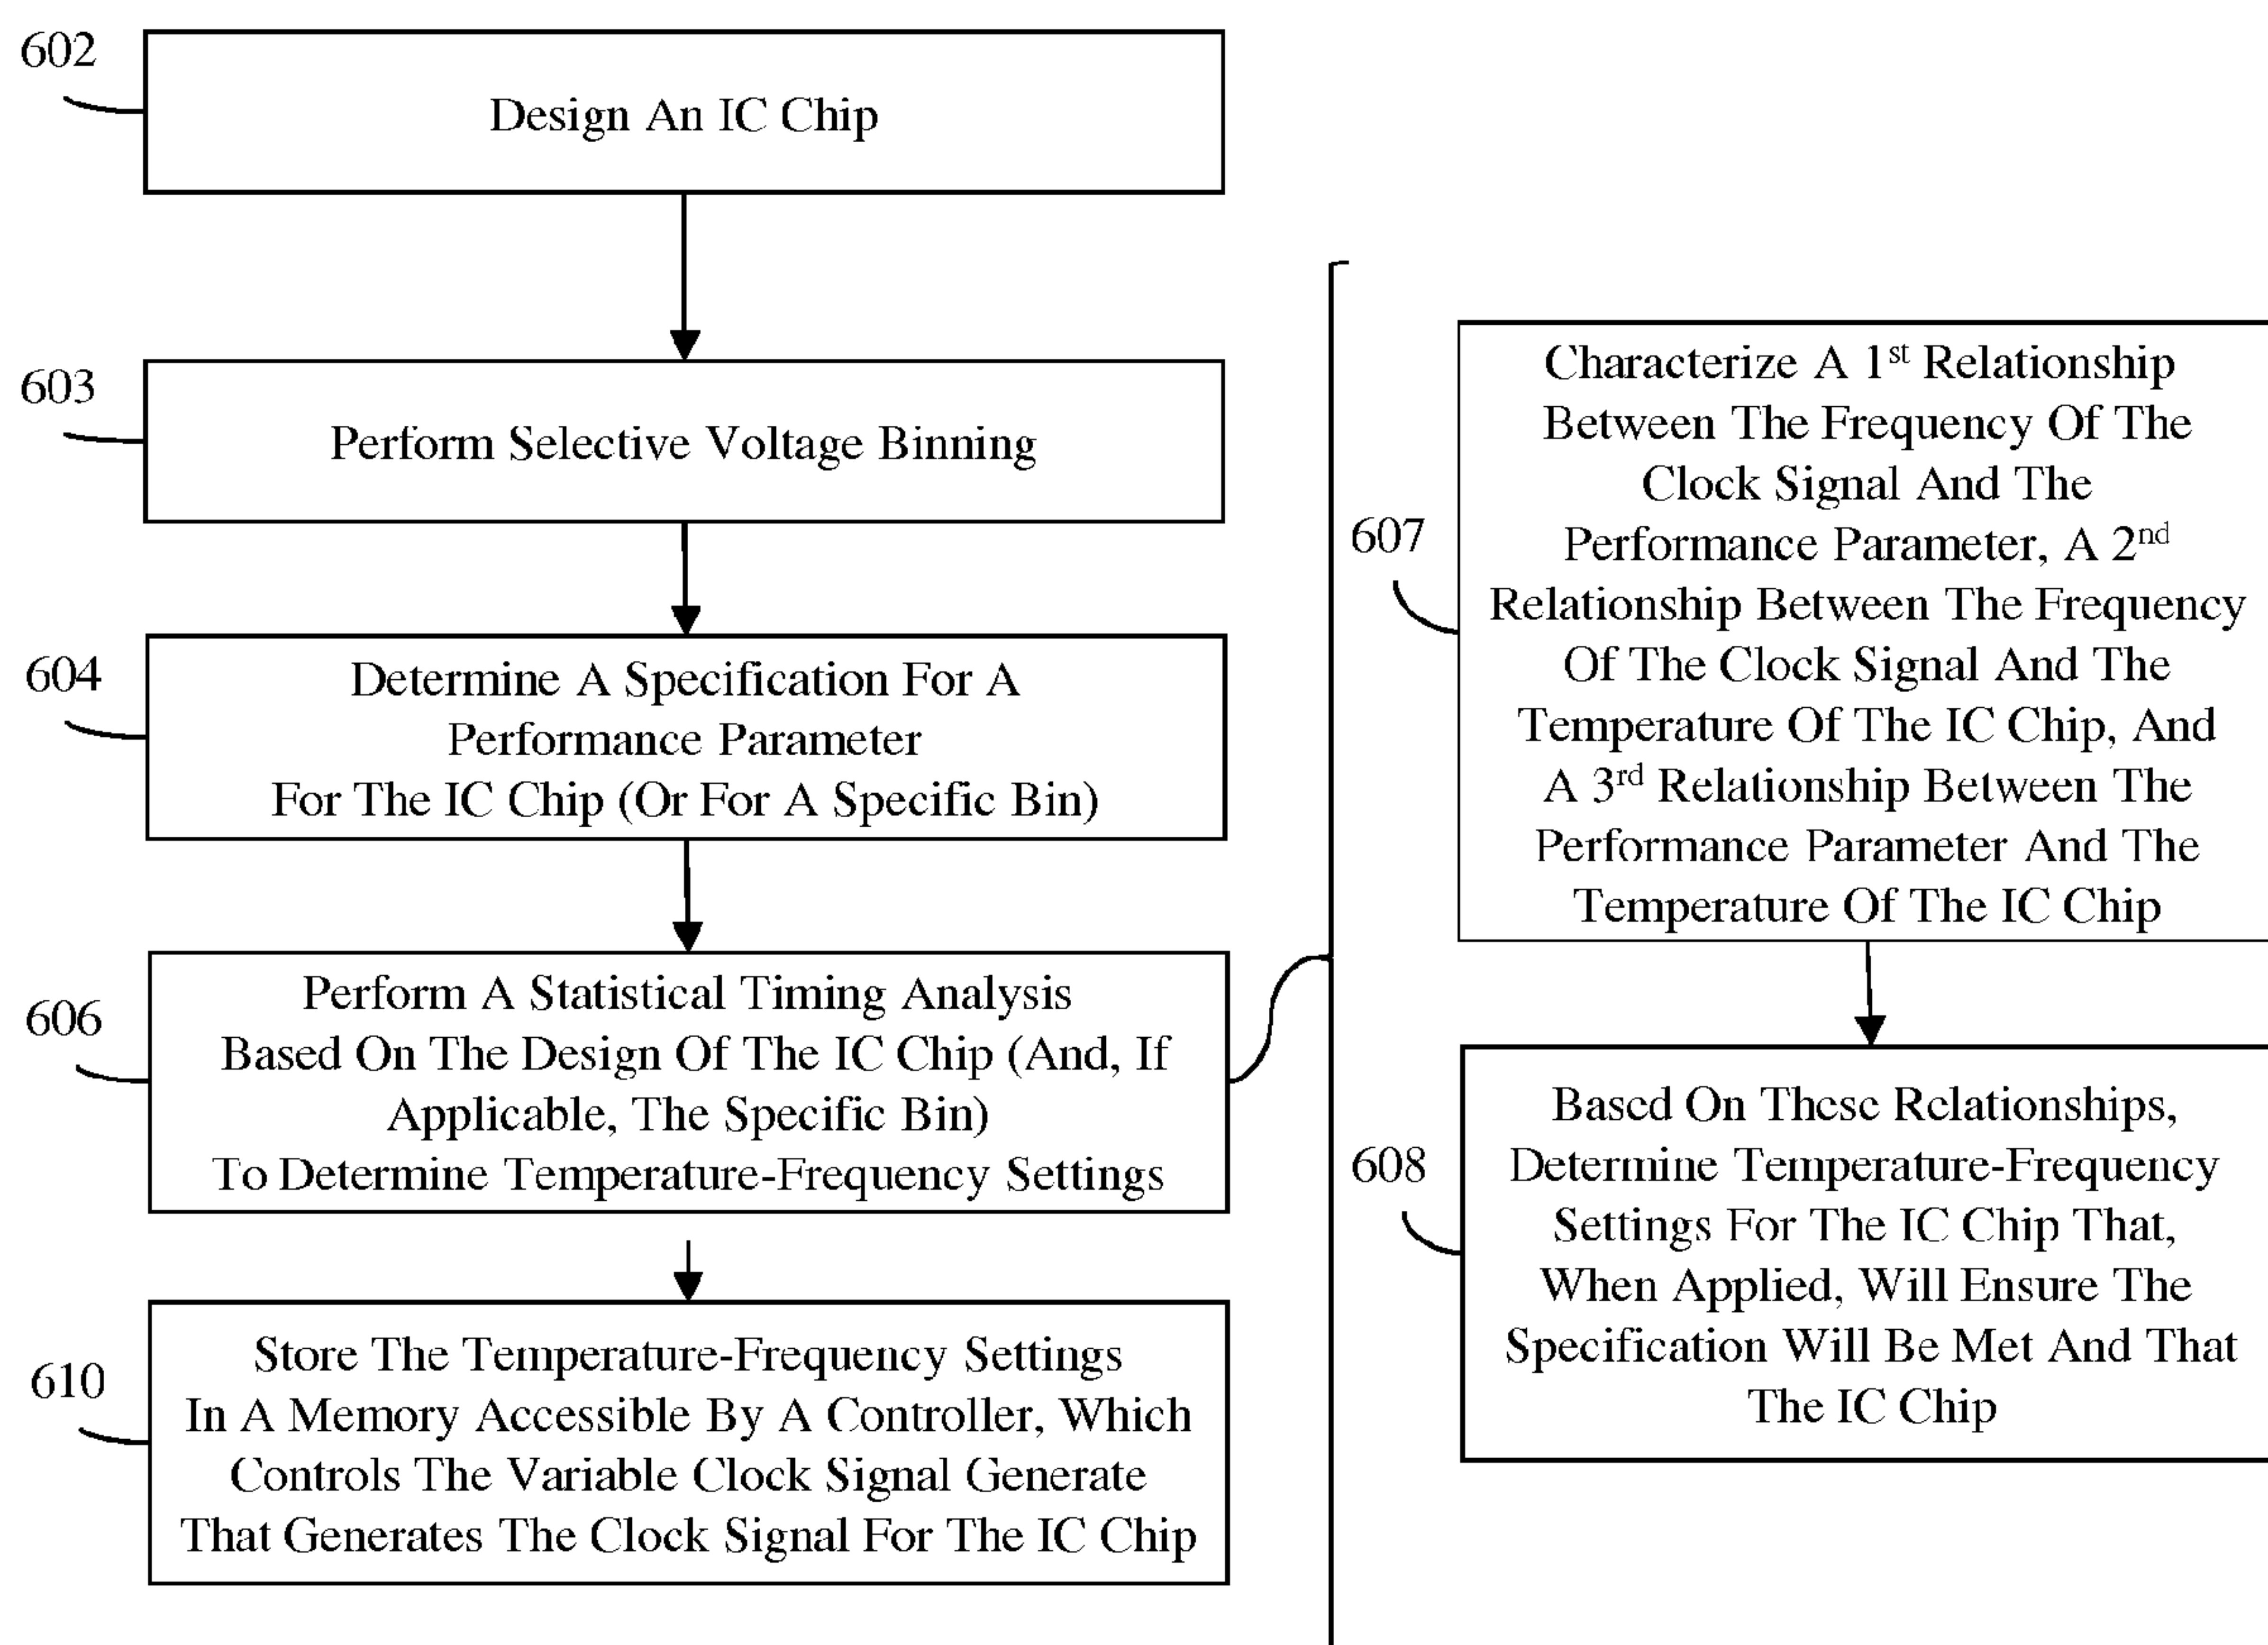 602
Design An IC Chip
603
Perform Selective Voltage Binning
604
Determine A Specification For A
Performance Parameter
For The IC Chip (Or For A Specific Bin)
606
Perform A Statistical Timing Analysis
Based On The Design Of The IC Chip (And, If
Applicable, The Specific Bin)
To Determine Temperature-Frequency Settings
610
Store The Temperature-Frequency Settings
In A Memory Accessible By A Controller, Which
Controls The Variable Clock Signal Generate
That Generates The Clock Signal For The IC Chip
607
Characterize A 1st Relationship
Between The Frequency Of The
Clock Signal And The
Performance Parameter, A 2nd
Relationship Between The Frequency
Of The Clock Signal And The
Temperature Of The IC Chip, And
A 3rd Relationship Between The
Performance Parameter And The
Temperature Of The IC Chip
608
Based On These Relationships,
Determine Temperature-Frequency
Settings For The IC Chip That,
When Applied, Will Ensure The
Specification Will Be Met And That
The IC Chip